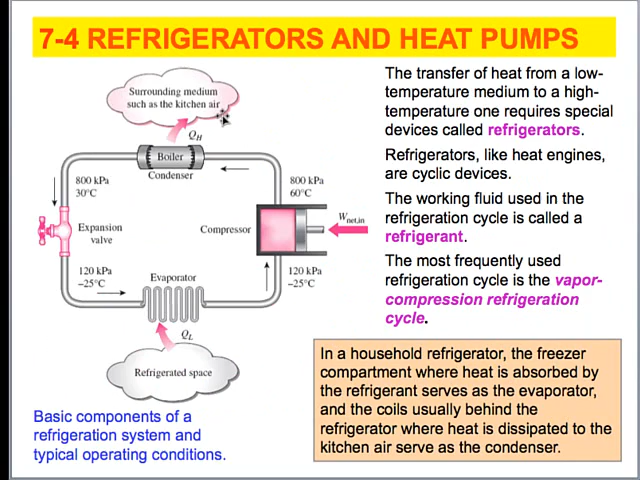 7-4 REFRIGERATORS AND HEAT PUMPS
Surrounding medium
such as the kitchen air
Q_H
Boiler
Condenser
800 kPa
30°C
800 kPa
60°C
Expansion
valve
Compressor
W_net,in
120 kPa
–25°C
Evaporator
120 kPa
–25°C
Q_L
Refrigerated space
Basic components of a
refrigeration system and
typical operating conditions.
The transfer of heat from a low-
temperature medium to a high-
temperature one requires special
devices called refrigerators.
Refrigerators, like heat engines,
are cyclic devices.
The working fluid used in the
refrigeration cycle is called a
refrigerant.
The most frequently used
refrigeration cycle is the vapor-
compression refrigeration
cycle.
In a household refrigerator, the freezer
compartment where heat is absorbed by
the refrigerant serves as the evaporator,
and the coils usually behind the
refrigerator where heat is dissipated to the
kitchen air serve as the condenser.